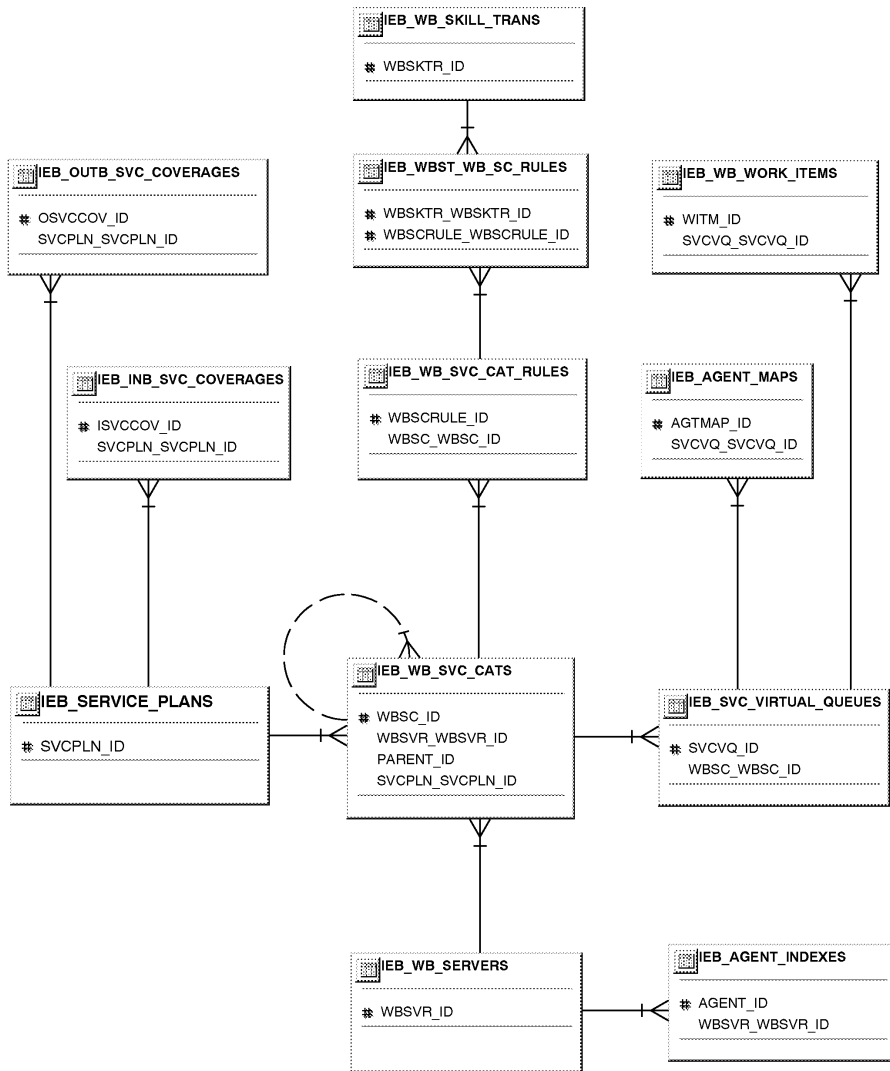 IEB_WB_SKILL_TRANS
# WBSKTR_ID
IEB_OUTB_SVC_COVERAGES
# OSVCCOV_ID
SVCPLN_SVCPLN_ID
IEB_WBST_WB_SC_RULES
# WBSKTR_WBSKTR_ID
# WBSCRULE_WBSCRULE_ID
IEB_WB_WORK_ITEMS
# WITM_ID
SVCVQ_SVCVQ_ID
IEB_INB_SVC_COVERAGES
# ISVCCOV_ID
SVCPLN_SVCPLN_ID
IEB_WB_SVC_CAT_RULES
# WBSCRULE_ID
WBSC_WBSC_ID
IEB_AGENT_MAPS
# AGTMAP_ID
SVCVQ_SVCVQ_ID
IEB_SERVICE_PLANS
# SVCPLN_ID
IEB_WB_SVC_CATS
# WBSC_ID
WBSVR_WBSVR_ID
PARENT_ID
SVCPLN_SVCPLN_ID
IEB_SVC_VIRTUAL_QUEUES
# SVCVQ_ID
WBSC_WBSC_ID
IEB_WB_SERVERS
# WBSVR_ID
IEB_AGENT_INDEXES
# AGENT_ID
WBSVR_WBSVR_ID